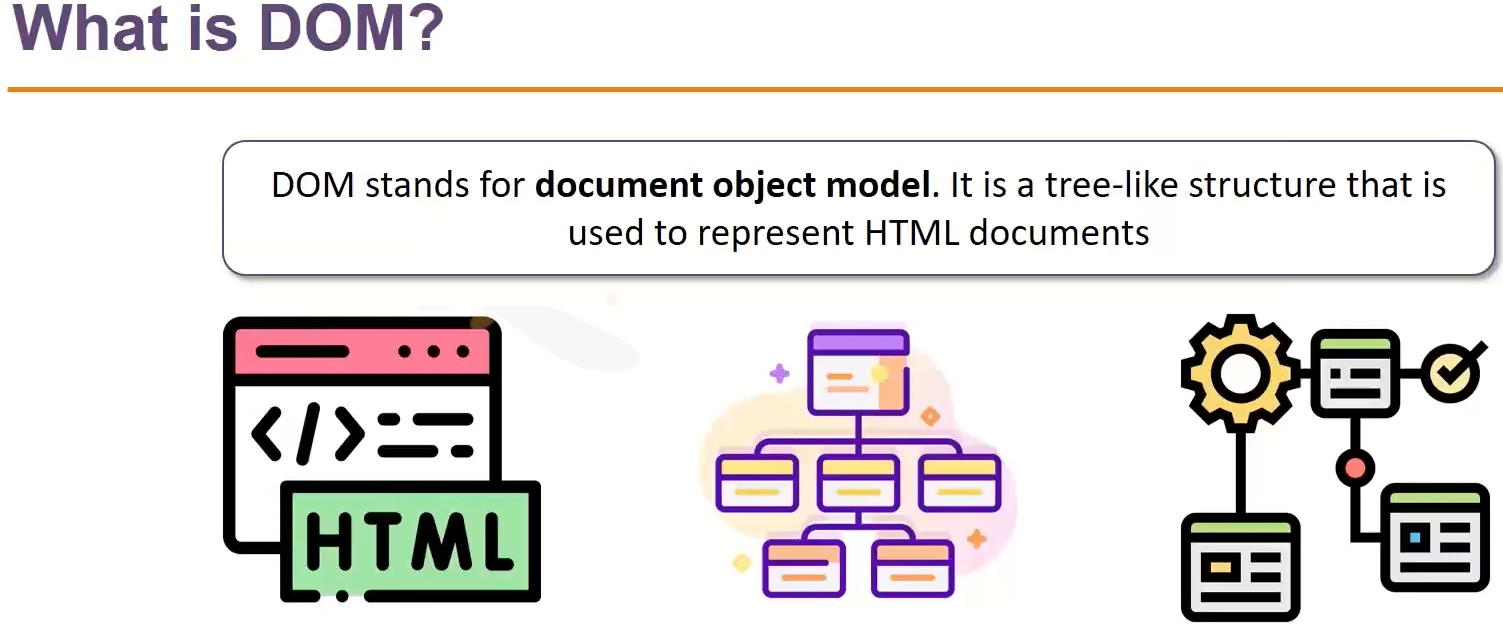 What is DOM?
DOM stands for document object model. It is a tree-like structure that is
used to represent HTML documents
</>
HTML